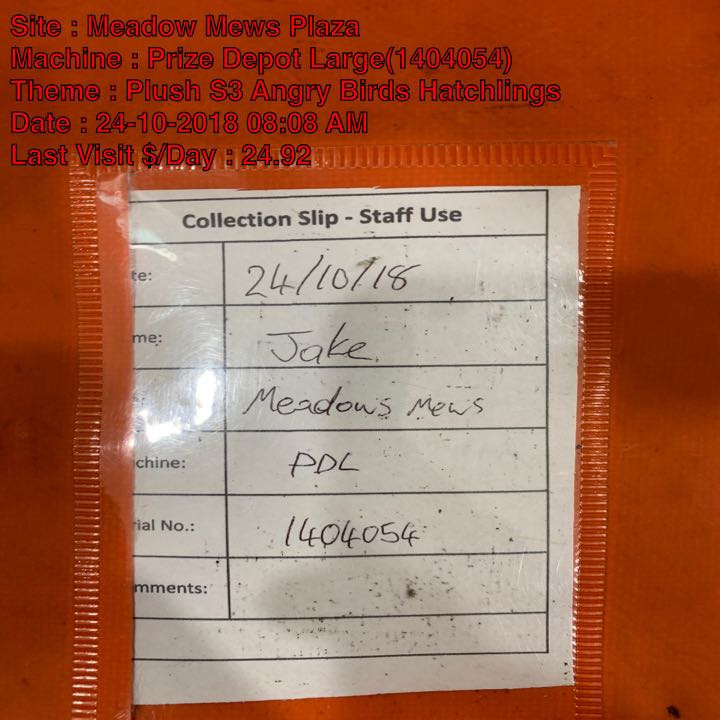 Site : Meadow Mews Plaza
Machine : Prize Depot Large(1404054)
Theme : Plush S3 Angry Birds Hatchlings
Date : 24-10-2018 08:08 AM
Last Visit $/Day : 24.92
Collection Slip - Staff Use
te: 24/10/18
me: Jake
Meadows Mews
chine: PDL
ial No.: 1404054
mments: